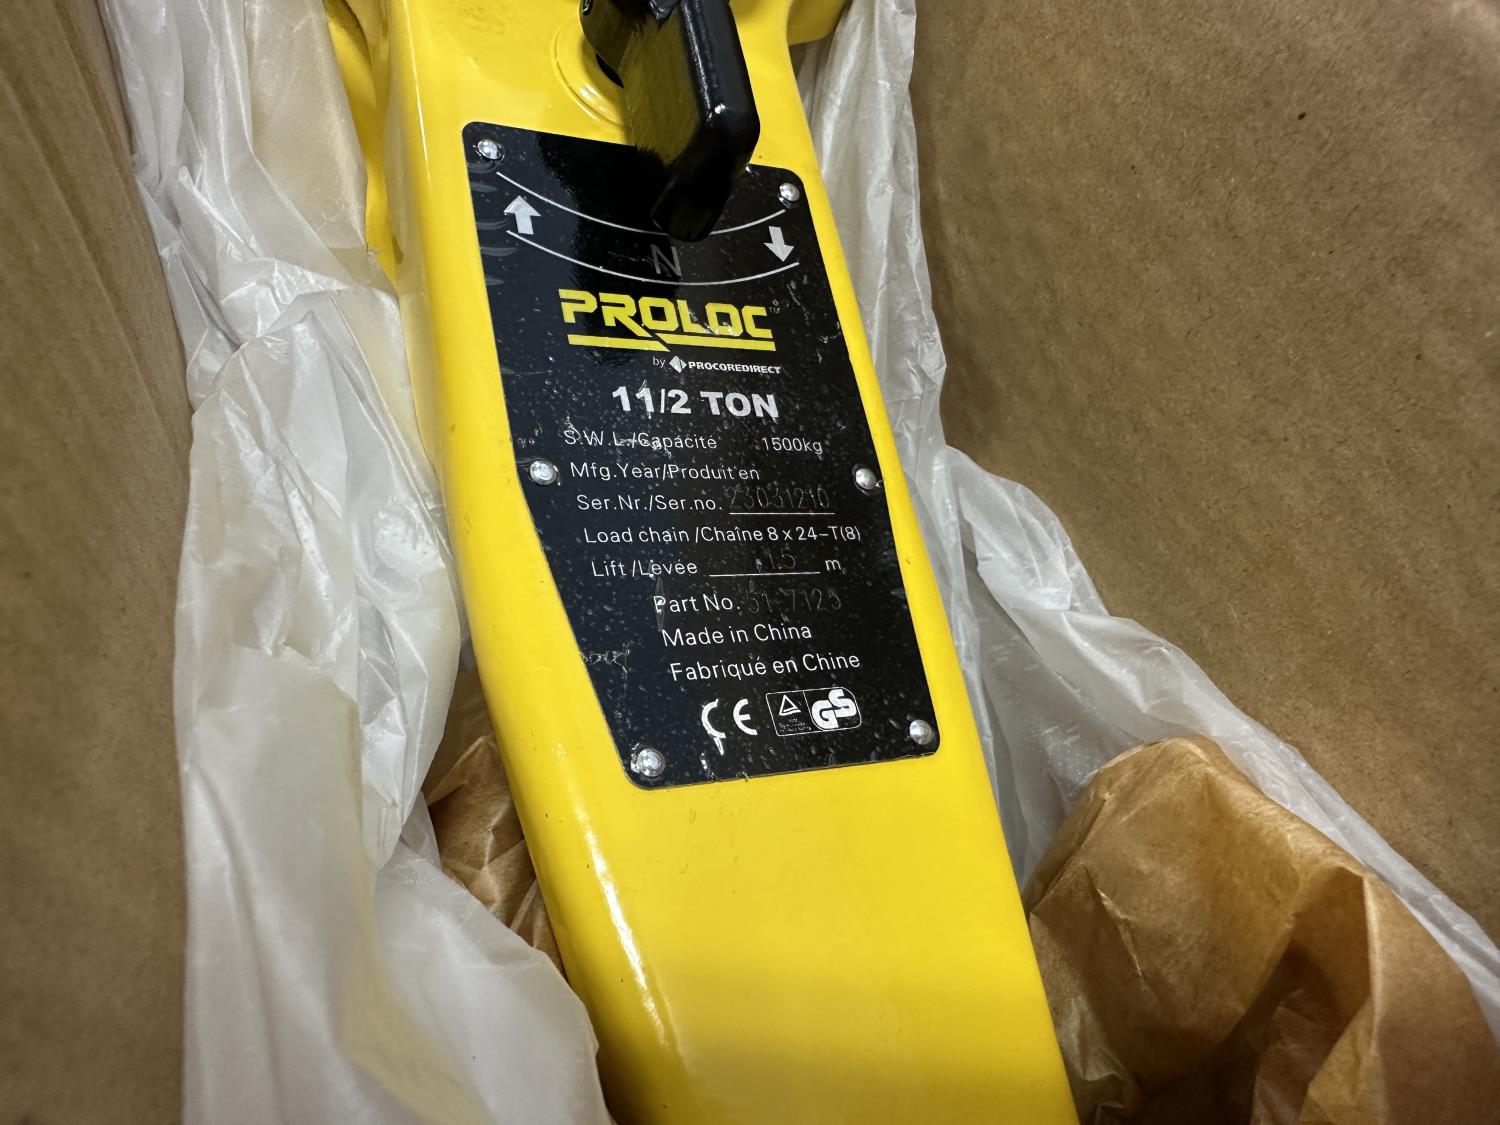 N
PROLOC
by PROCOREDIRECT
1 1/2 TON
S.W.L./Capacité 1500kg
Mfg.Year/Produit en
Ser.Nr./Ser.no. 23031210
Load chain /Chaîne 8 x 24-T(8)
Lift /Levée 1.5 m
Part No. 51-7125
Made in China
Fabriqué en Chine
CE GS